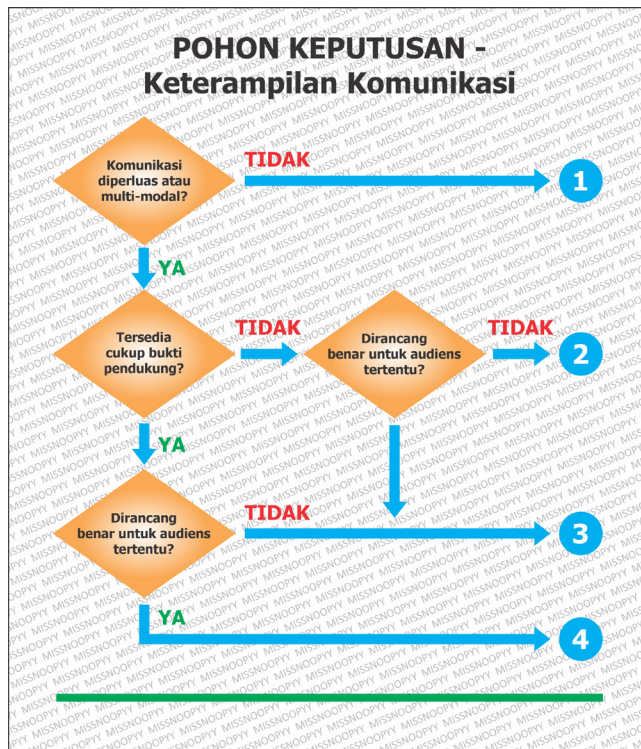 POHON KEPUTUSAN -
Keterampilan Komunikasi
Komunikasi
diperluas atau
multi-modal?
TIDAK
1
YA
Tersedia
cukup bukti
pendukung?
TIDAK
Dirancang
benar untuk audiens
tertentu?
TIDAK
2
YA
Dirancang
benar untuk audiens
tertentu?
TIDAK
3
YA
4
MISSNOOPYY